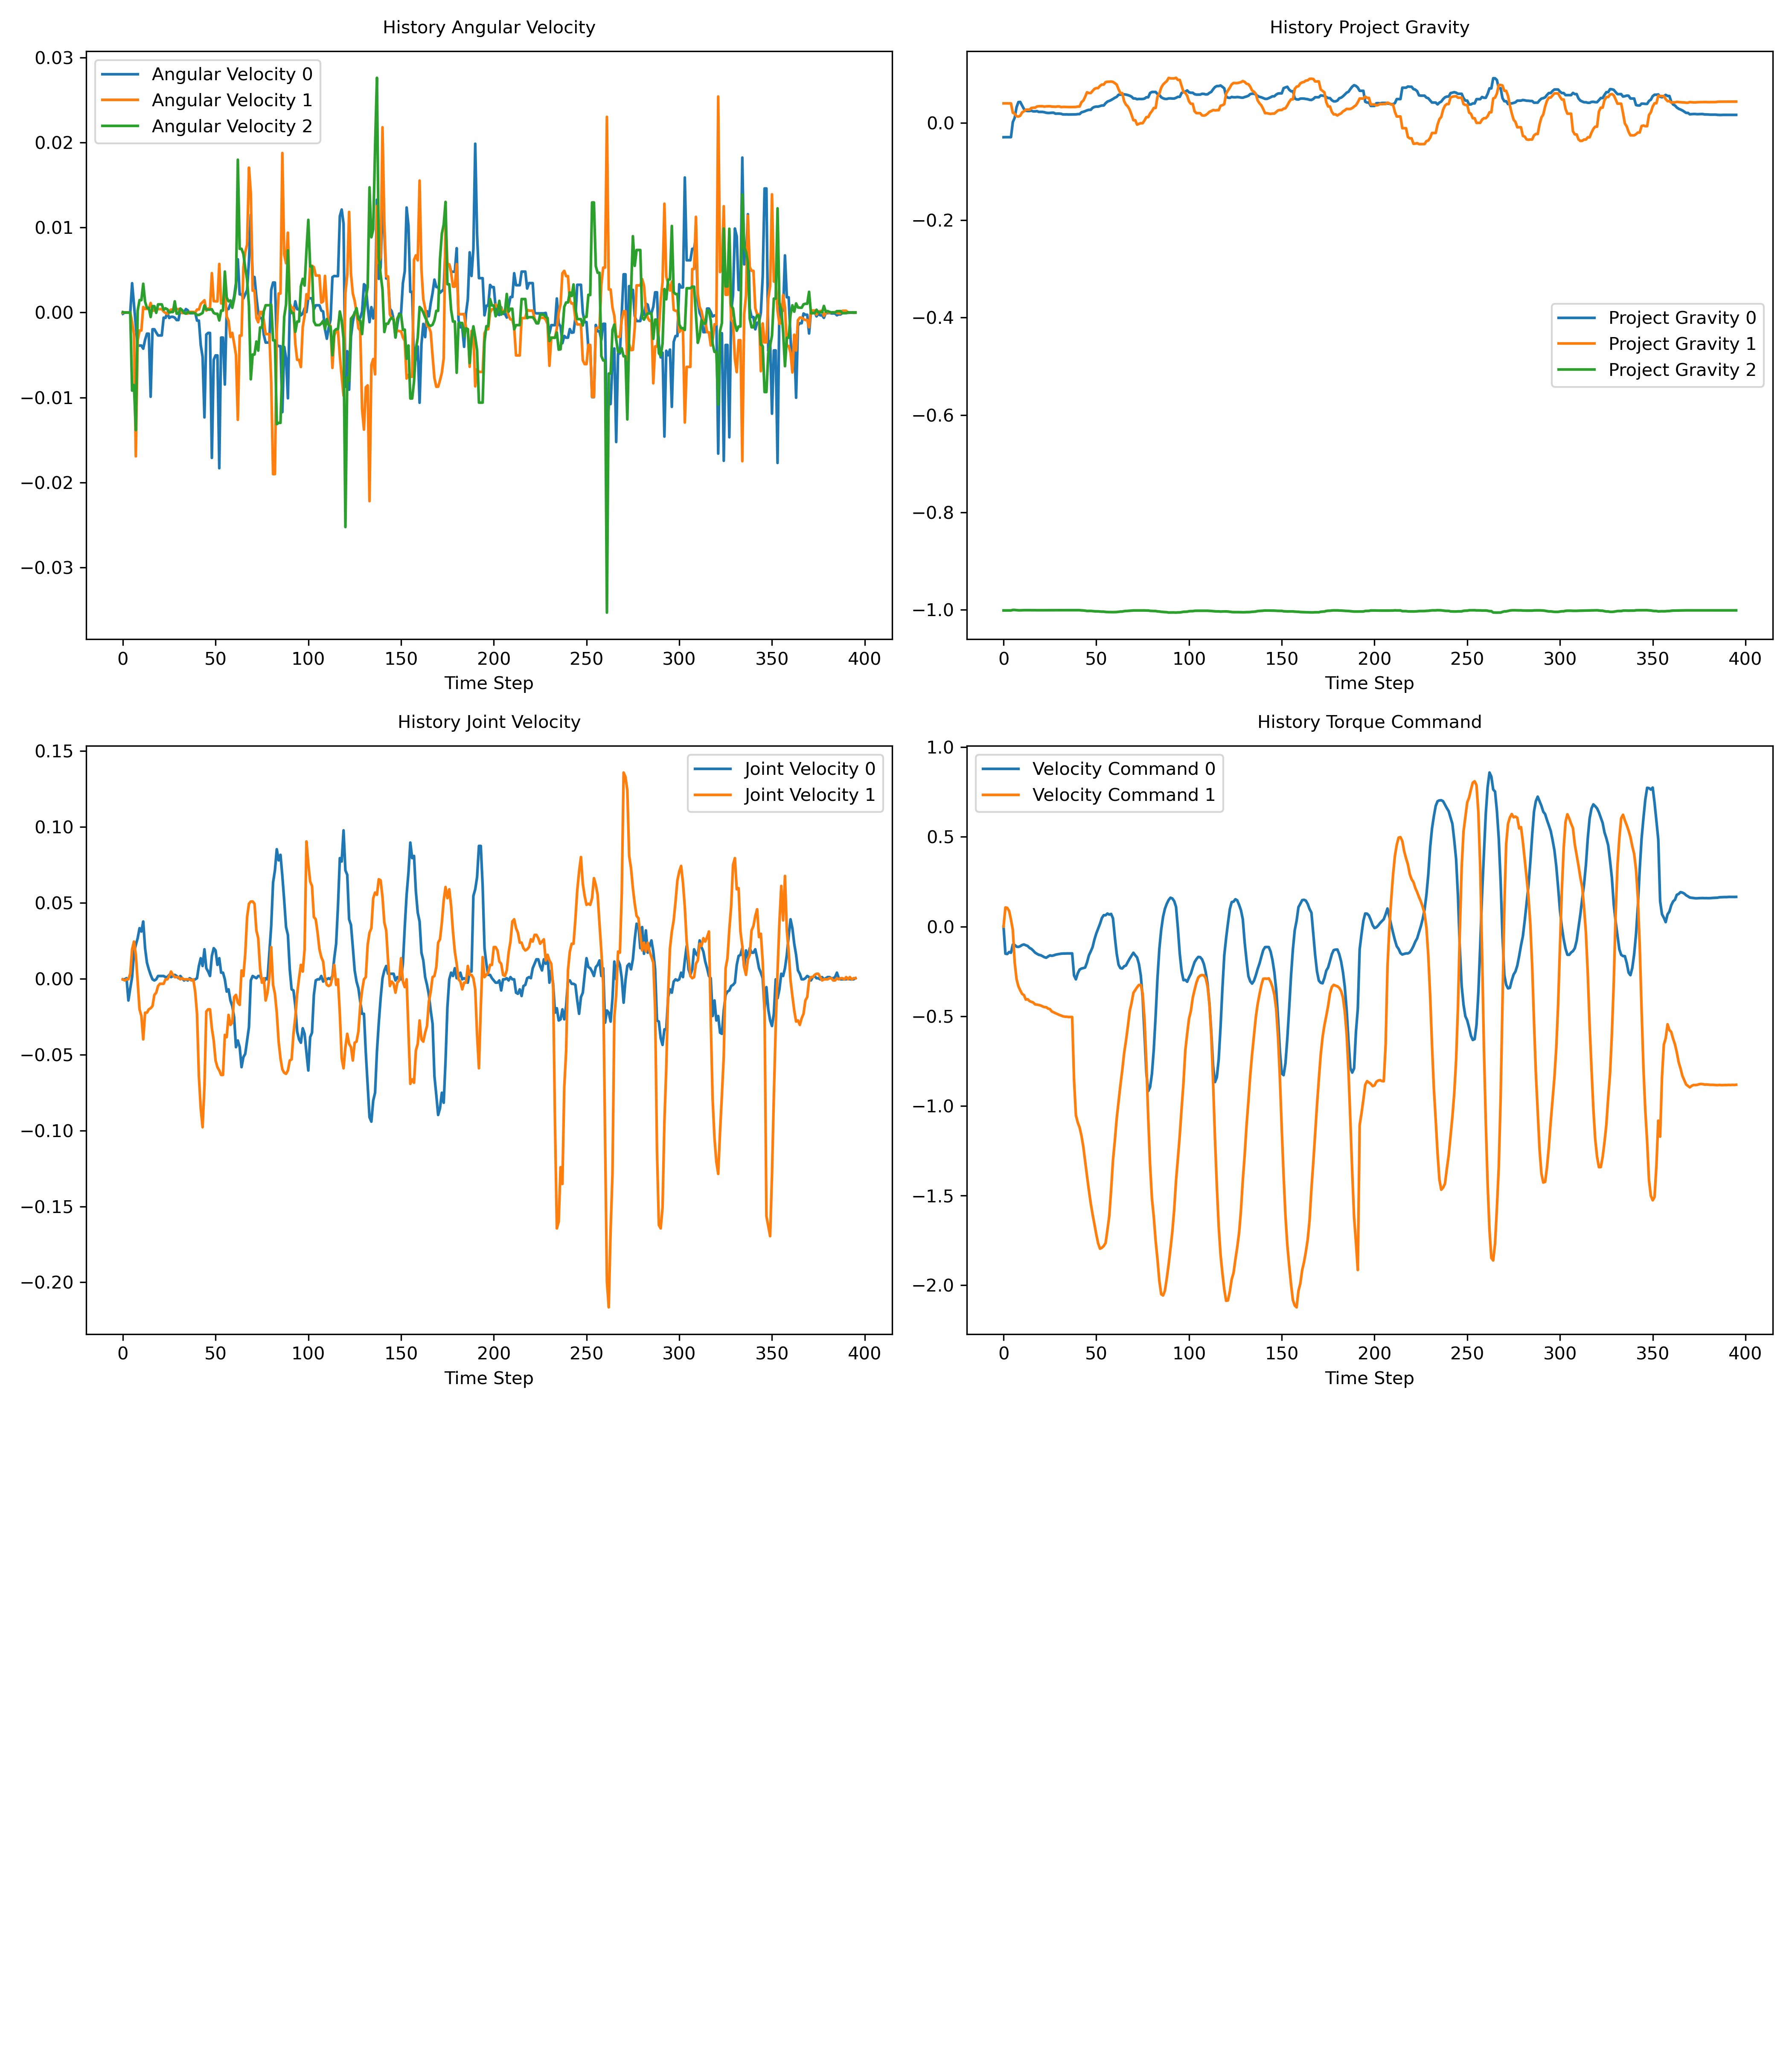 History Angular Velocity
0.03
0.02
0.01
0.00
−0.01
−0.02
−0.03
Angular Velocity 0
Angular Velocity 1
Angular Velocity 2
0 50 100 150 200 250 300 350 400
Time Step
History Project Gravity
0.0
−0.2
−0.4
−0.6
−0.8
−1.0
Project Gravity 0
Project Gravity 1
Project Gravity 2
0 50 100 150 200 250 300 350 400
Time Step
History Joint Velocity
0.15
0.10
0.05
0.00
−0.05
−0.10
−0.15
−0.20
Joint Velocity 0
Joint Velocity 1
0 50 100 150 200 250 300 350 400
Time Step
History Torque Command
1.0
0.5
0.0
−0.5
−1.0
−1.5
−2.0
Velocity Command 0
Velocity Command 1
0 50 100 150 200 250 300 350 400
Time Step